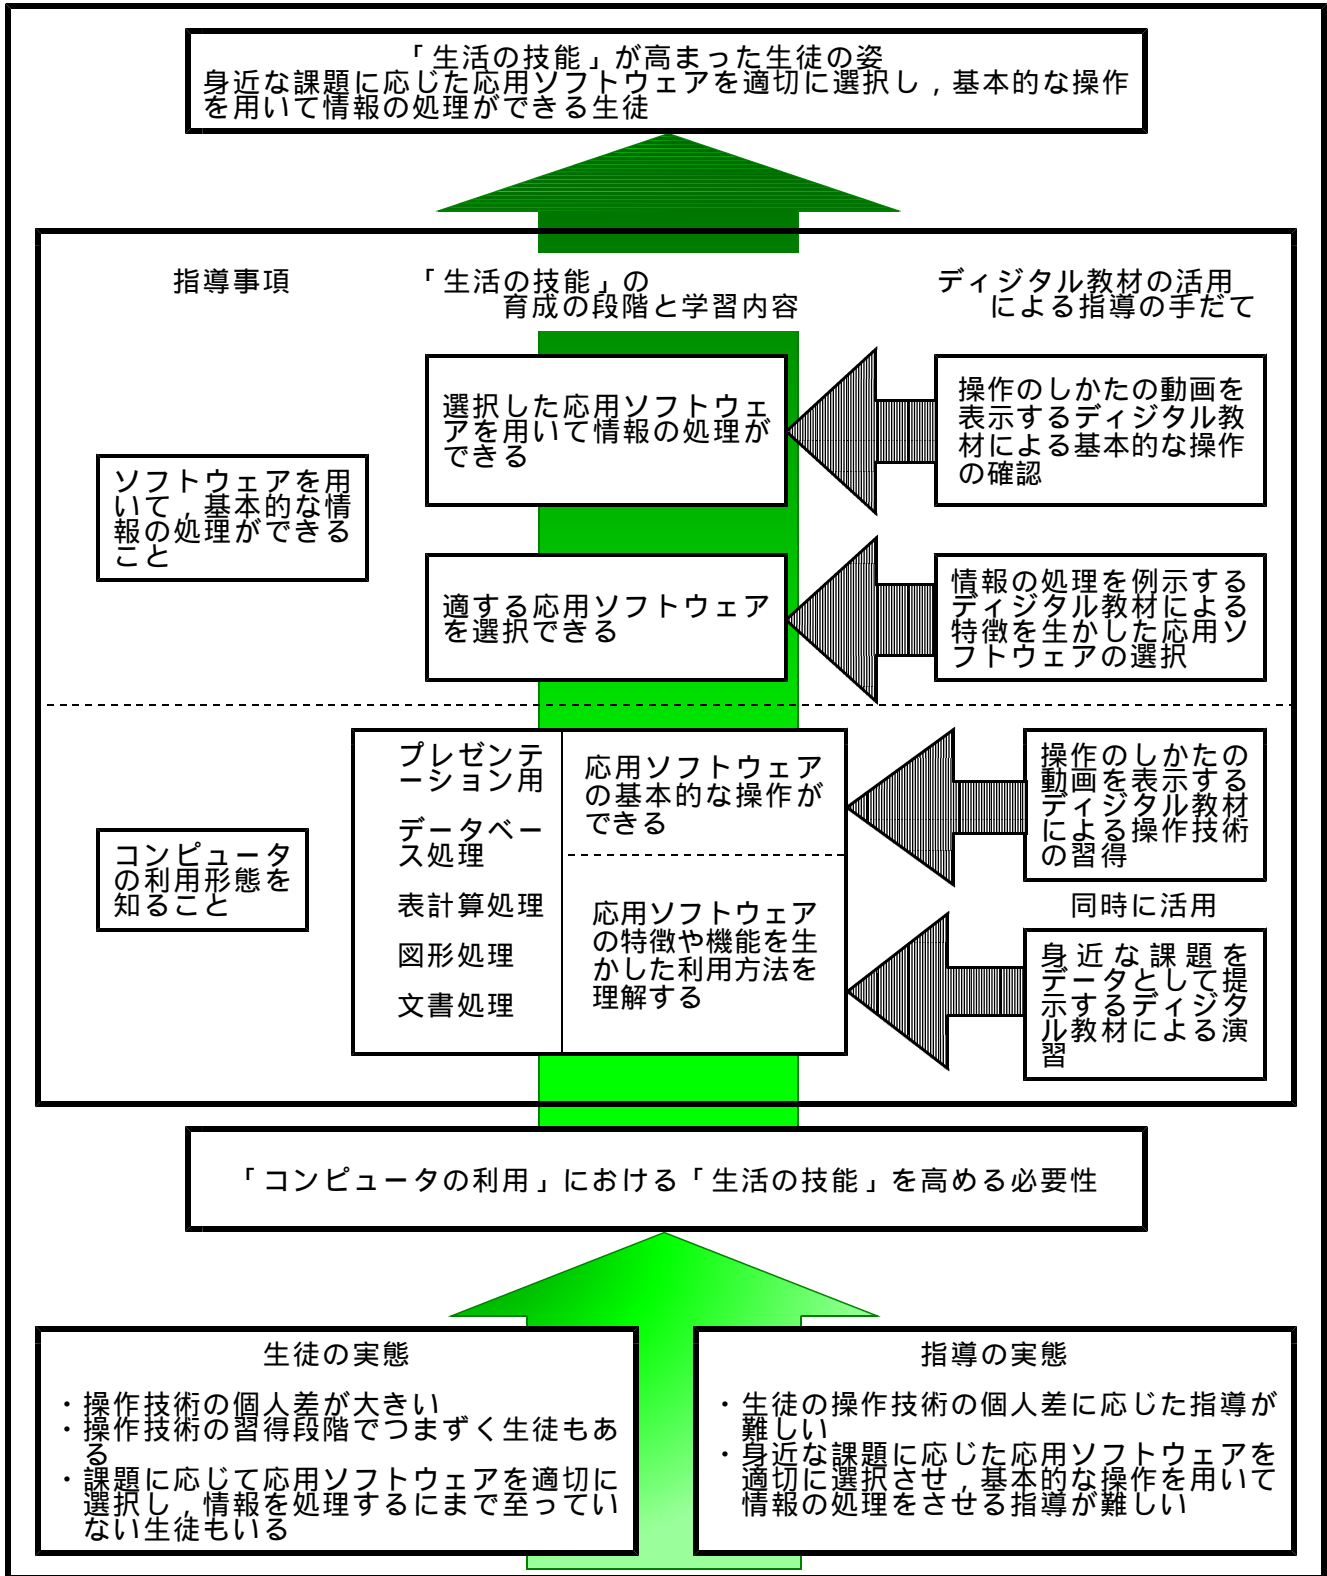 「生活の技能」が高まった生徒の姿
身近な課題に応じた応用ソフトウェアを適切に選択し，基本的な操作
を用いて情報の処理ができる生徒
指導事項
「生活の技能」の
育成の段階と学習内容
ディジタル教材の活用
による指導の手だて
ソフトウェアを用
いて，基本的な情
報の処理ができる
こと
選択した応用ソフトウェ
アを用いて情報の処理が
できる
操作のしかたの動画を
表示するディジタル教
材による基本的な操作
の確認
適する応用ソフトウェア
を選択できる
情報の処理を例示する
ディジタル教材による
特徴を生かした応用ソ
フトウェアの選択
コンピュータ
の利用形態を
知ること
プレゼンテ
ーション用
データベー
ス処理
表計算処理
図形処理
文書処理
応用ソフトウェア
の基本的な操作が
できる
応用ソフトウェア
の特徴や機能を生
かした利用方法を
理解する
操作のしかたの
動画を表示する
ディジタル教材
による操作技術
の習得
同時に活用
身近な課題を
データとして提
示するディジタ
ル教材による演
習
「コンピュータの利用」における「生活の技能」を高める必要性
生徒の実態
・操作技術の個人差が大きい
・操作技術の習得段階でつまずく生徒もあ
る
・課題に応じて応用ソフトウェアを適切に
選択し，情報を処理するにまで至ってい
ない生徒もいる
指導の実態
・生徒の操作技術の個人差に応じた指導が
難しい
・身近な課題に応じた応用ソフトウェアを
適切に選択させ，基本的な操作を用いて
情報の処理をさせる指導が難しい